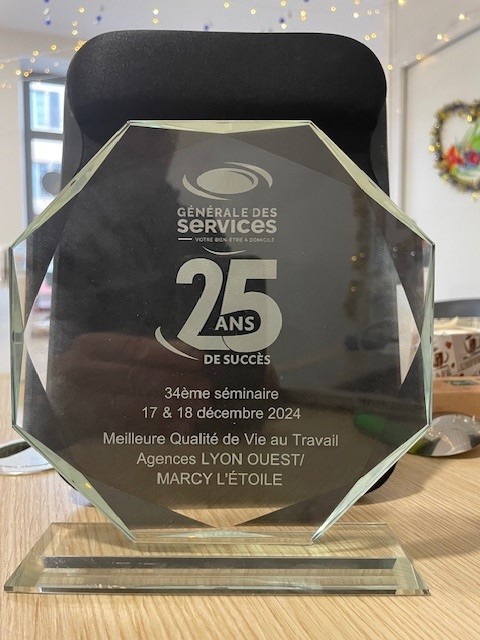 GÉNÉRALE DES
services
VOTRE BIEN-ÊTRE À DOMICILE
25
ANS
DE SUCCÈS
34ème séminaire
17 & 18 décembre 2024
Meilleure Qualité de Vie au Travail
Agences LYON OUEST/
MARCY L'ÉTOILE